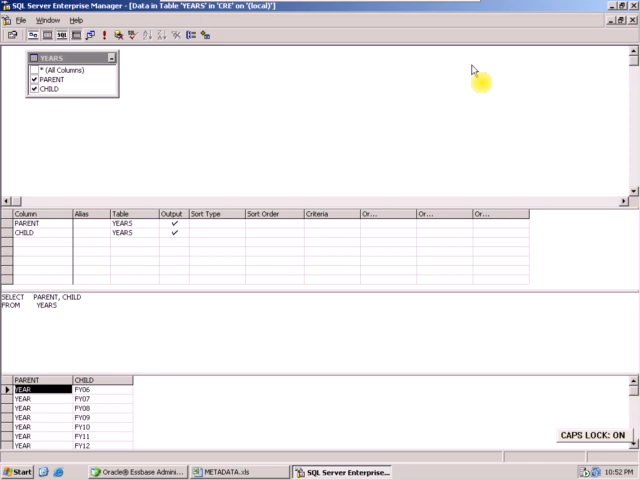 SQL Server Enterprise Manager - [Data in Table 'YEARS' in 'CRE' on '(local)']
File Window Help
YEARS
* (All Columns)
PARENT
CHILD
Column Alias Table Output Sort Type Sort Order Criteria Or... Or... Or...
PARENT YEARS
CHILD YEARS
SELECT PARENT, CHILD
FROM YEARS
PARENT CHILD
YEAR FY06
YEAR FY07
YEAR FY08
YEAR FY09
YEAR FY10
YEAR FY11
YEAR FY12
CAPS LOCK: ON
Start Oracle® Essbase Admini... METADATA.xls SQL Server Enterprise... 10:52 PM